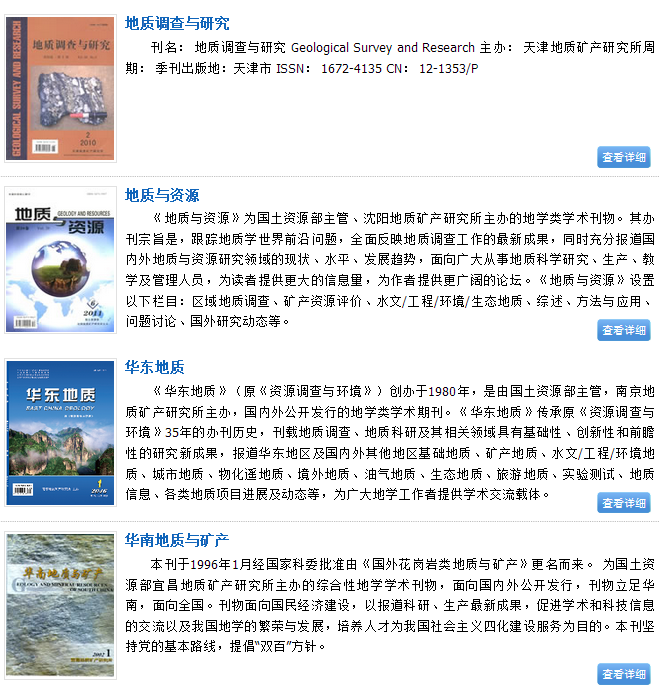 地质调查与研究
刊名： 地质调查与研究 Geological Survey and Research 主办： 天津地质矿产研究所周
期： 季刊出版地：天津市 ISSN： 1672-4135 CN： 12-1353/P
GEOLOGICAL SURVEY AND RESEARCH
地质调查与研究
2
2010
查看详细
地质与资源
《地质与资源》为国土资源部主管、沈阳地质矿产研究所主办的地学类学术刊物。其办
刊宗旨是，跟踪地质学世界前沿问题，全面反映地质调查工作的最新成果，同时充分报道国
内外地质与资源研究领域的现状、水平、发展趋势，面向广大从事地质科学研究、生产、教
学及管理人员，为读者提供更大的信息量，为作者提供更广阔的论坛。《地质与资源》设置
以下栏目：区域地质调查、矿产资源评价、水文/工程/环境/生态地质、综述、方法与应用、
问题讨论、国外研究动态等。
地质与资源
GEOLOGY AND RESOURCES
6
2011
查看详细
华东地质
《华东地质》（原《资源调查与环境》）创办于1980年，是由国土资源部主管，南京地
质矿产研究所主办，国内外公开发行的地学类学术期刊。《华东地质》传承原《资源调查与
环境》35年的办刊历史，刊载地质调查、地质科研及其相关领域具有基础性、创新性和前瞻
性的研究新成果，报道华东地区及国内外其他地区基础地质、矿产地质、水文/工程/环境地
质、城市地质、物化遥地质、境外地质、油气地质、生态地质、旅游地质、实验测试、地质
信息、各类地质项目进展及动态等，为广大地学工作者提供学术交流载体。
华东地质
EAST CHINA GEOLOGY
1
2016
查看详细
华南地质与矿产
本刊于1996年1月经国家科委批准由《国外花岗岩类地质与矿产》更名而来。 为国土资
源部宜昌地质矿产研究所主办的综合性地学学术刊物，面向国内外公开发行，刊物立足华
南，面向全国。刊物面向国民经济建设，以报道科研、生产最新成果，促进学术和科技信息
的交流以及我国地学的繁荣与发展，培养人才为我国社会主义四化建设服务为目的。本刊坚
持党的基本路线，提倡“双百”方针。
华南地质与矿产
GEOLOGY AND MINERAL RESOURCES
OF SOUTH CHINA
2002 1
查看详细